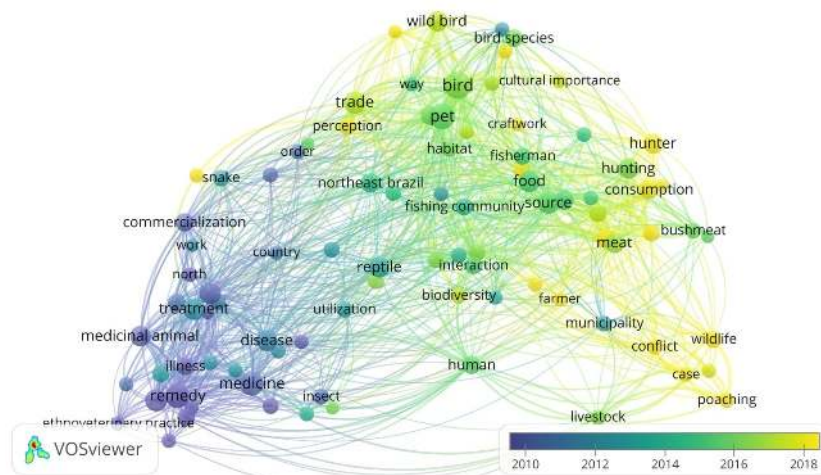 wild bird
bird species
way
bird
cultural importance
trade
pet
perception
craftwork
order
habitat
fisherman
hunter
hunting
snake
northeast brazil
food
consumption
fishing community
source
commercialization
bushmeat
work
country
meat
north
reptile
interaction
biodiversity
farmer
treatment
utilization
municipality
medicinal animal
disease
wildlife
conflict
illness
human
case
medicine
remedy
insect
poaching
livestock
ethnoveterinary practice
VOSviewer
2010 2012 2014 2016 2018